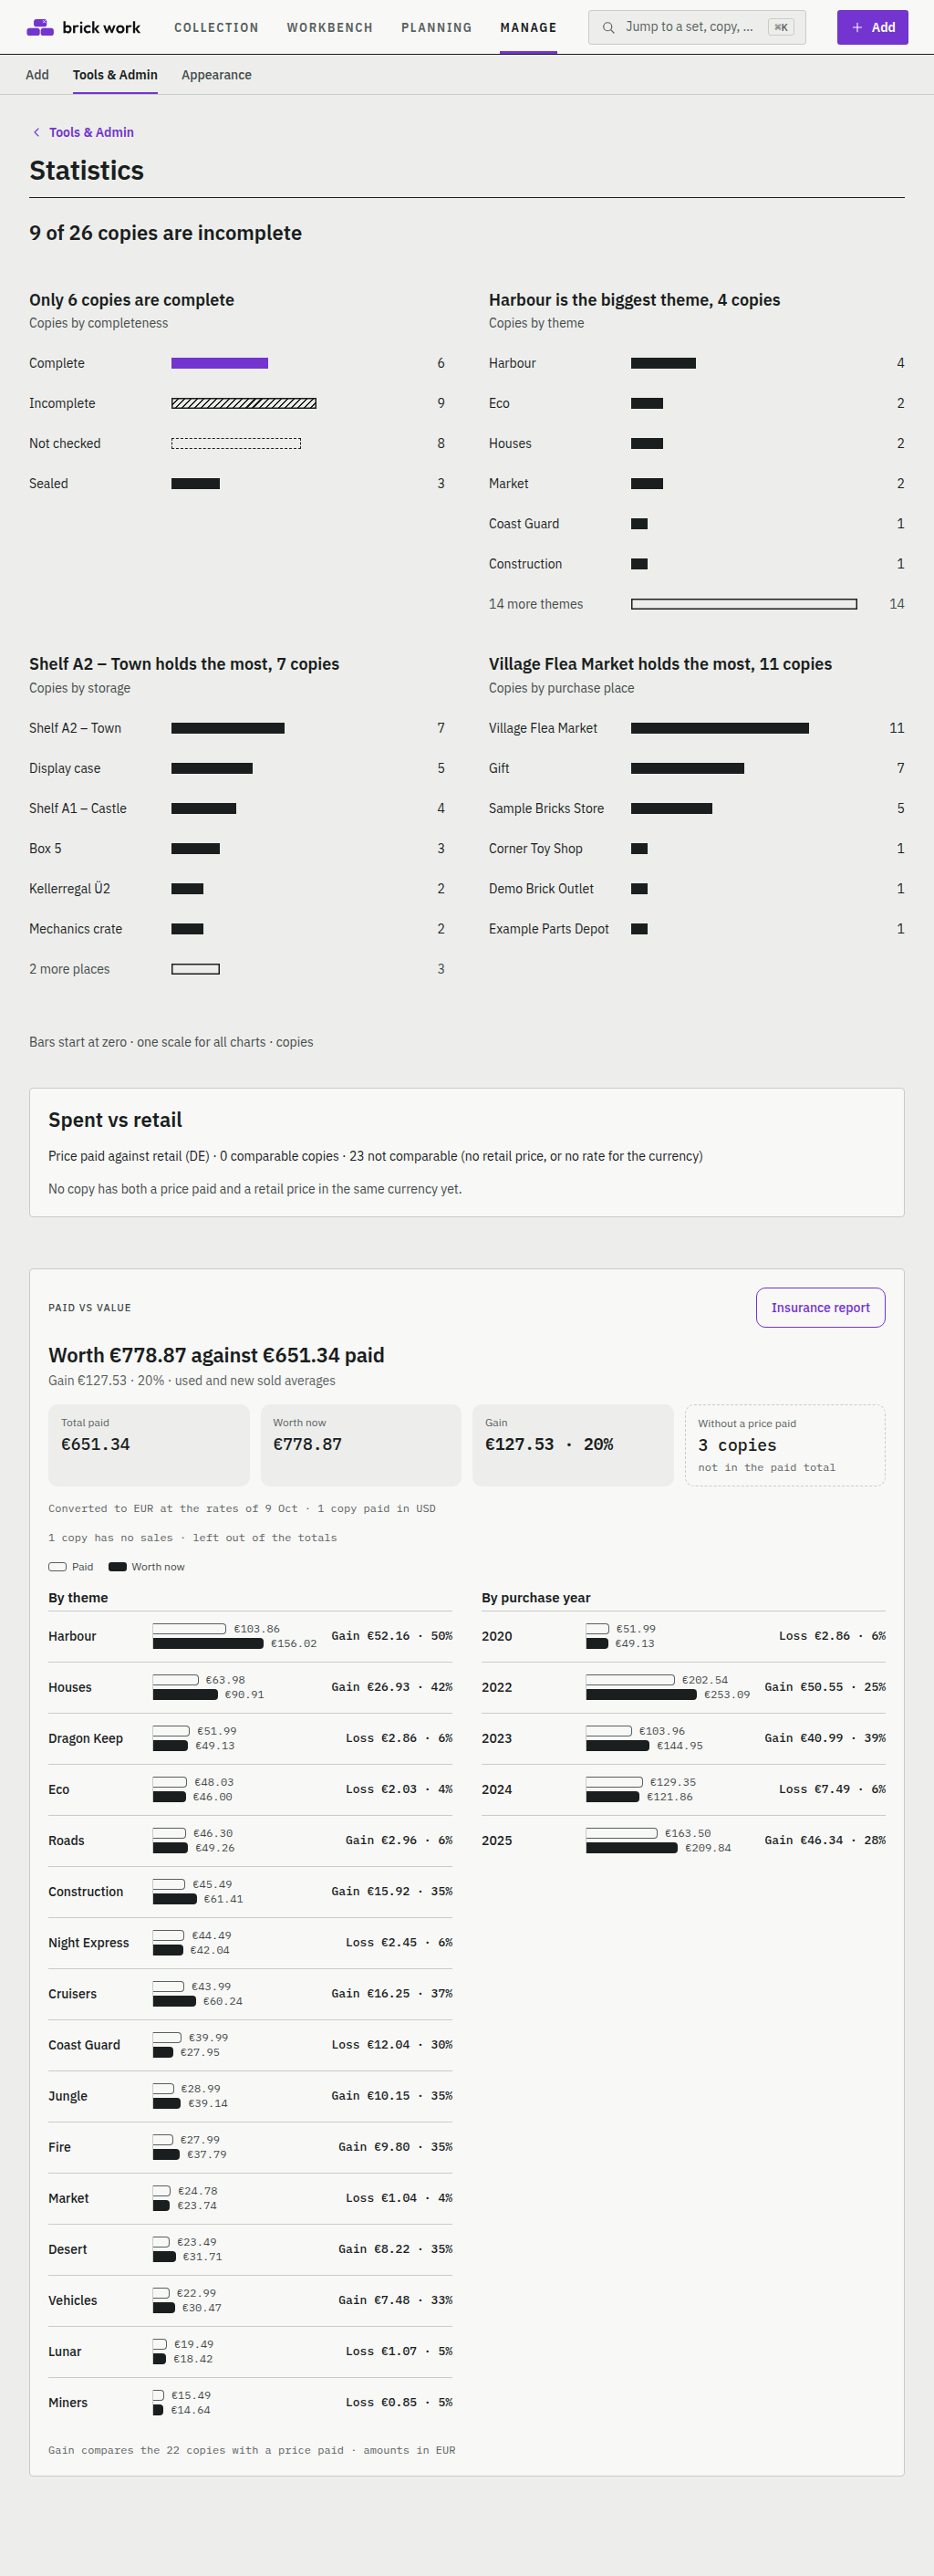 brick work
COLLECTION
WORKBENCH
PLANNING
MANAGE
Jump to a set, copy, ...
⌘K
+ Add
Add
Tools & Admin
Appearance
Tools & Admin
Statistics
9 of 26 copies are incomplete
Only 6 copies are complete
Copies by completeness
Complete 6
Incomplete 9
Not checked 8
Sealed 3
Harbour is the biggest theme, 4 copies
Copies by theme
Harbour 4
Eco 2
Houses 2
Market 2
Coast Guard 1
Construction 1
14 more themes 14
Shelf A2 – Town holds the most, 7 copies
Copies by storage
Shelf A2 – Town 7
Display case 5
Shelf A1 – Castle 4
Box 5 3
Kellerregal Ü2 2
Mechanics crate 2
2 more places 3
Village Flea Market holds the most, 11 copies
Copies by purchase place
Village Flea Market 11
Gift 7
Sample Bricks Store 5
Corner Toy Shop 1
Demo Brick Outlet 1
Example Parts Depot 1
Bars start at zero · one scale for all charts · copies
Spent vs retail
Price paid against retail (DE) · 0 comparable copies · 23 not comparable (no retail price, or no rate for the currency)
No copy has both a price paid and a retail price in the same currency yet.
PAID VS VALUE
Insurance report
Worth €778.87 against €651.34 paid
Gain €127.53 · 20% · used and new sold averages
Total paid
€651.34
Worth now
€778.87
Gain
€127.53 · 20%
Without a price paid
3 copies
not in the paid total
Converted to EUR at the rates of 9 Oct · 1 copy paid in USD
1 copy has no sales · left out of the totals
Paid
Worth now
By theme
Harbour €103.86 €156.02 Gain €52.16 · 50%
Houses €63.98 €90.91 Gain €26.93 · 42%
Dragon Keep €51.99 €49.13 Loss €2.86 · 6%
Eco €48.03 €46.00 Loss €2.03 · 4%
Roads €46.30 €49.26 Gain €2.96 · 6%
Construction €45.49 €61.41 Gain €15.92 · 35%
Night Express €44.49 €42.04 Loss €2.45 · 6%
Cruisers €43.99 €60.24 Gain €16.25 · 37%
Coast Guard €39.99 €27.95 Loss €12.04 · 30%
Jungle €28.99 €39.14 Gain €10.15 · 35%
Fire €27.99 €37.79 Gain €9.80 · 35%
Market €24.78 €23.74 Loss €1.04 · 4%
Desert €23.49 €31.71 Gain €8.22 · 35%
Vehicles €22.99 €30.47 Gain €7.48 · 33%
Lunar €19.49 €18.42 Loss €1.07 · 5%
Miners €15.49 €14.64 Loss €0.85 · 5%
By purchase year
2020 €51.99 €49.13 Loss €2.86 · 6%
2022 €202.54 €253.09 Gain €50.55 · 25%
2023 €103.96 €144.95 Gain €40.99 · 39%
2024 €129.35 €121.86 Loss €7.49 · 6%
2025 €163.50 €209.84 Gain €46.34 · 28%
Gain compares the 22 copies with a price paid · amounts in EUR